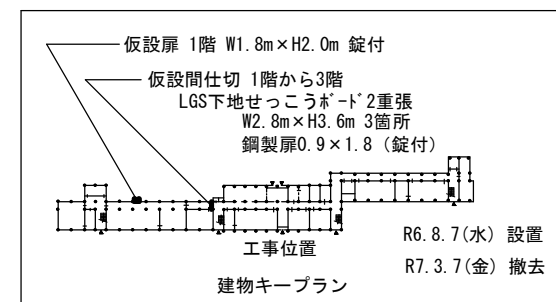 仮設扉 1階 W1.8m×H2.0m 錠付
仮設間仕切 1階から3階
LGS下地せっこうﾎﾞｰﾄﾞ2重張
W2.8m×H3.6m 3箇所
鋼製扉0.9×1.8（錠付）
工事位置
R6.8.7(水) 設置
R7.3.7(金) 撤去
建物キープラン